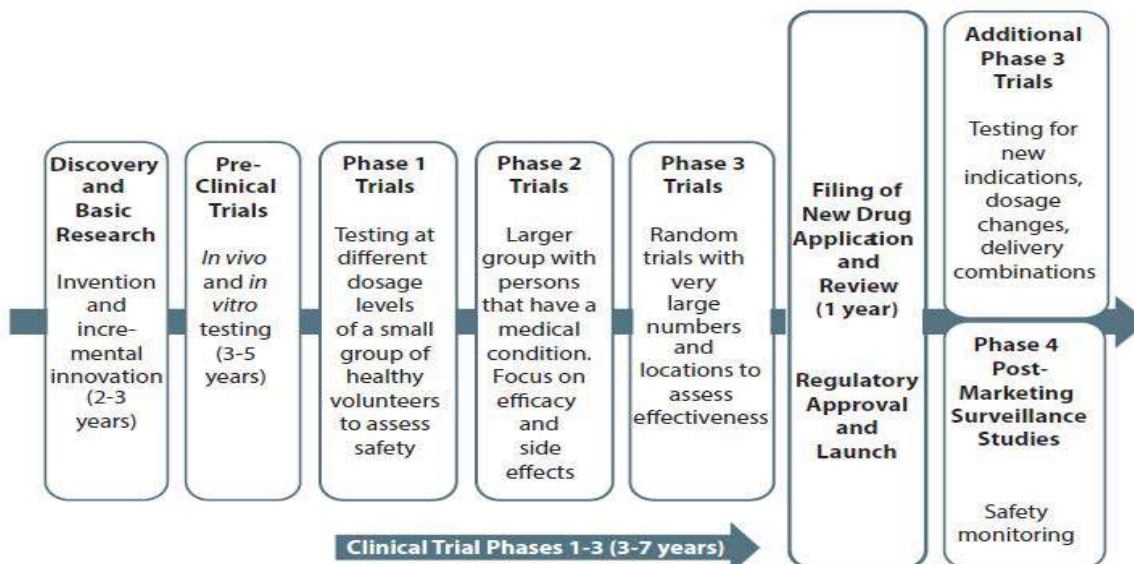 Discovery
and
Basic
Research
Invention
and
incre-
mental
innovation
(2-3
years)
Pre-
Clinical
Trials
In vivo
and in
vitro
testing
(3-5
years)
Phase 1
Trials
Testing at
different
dosage
levels
of a small
group of
healthy
volunteers
to assess
safety
Phase 2
Trials
Larger
group with
persons
that have a
medical
condition.
Focus on
efficacy
and
side
effects
Phase 3
Trials
Random
trials with
very
large
numbers
and
locations to
assess
effectiveness
Clinical Trial Phases 1-3 (3-7 years)
Filing of
New Drug
Application
and
Review
(1 year)
Regulatory
Approval
and
Launch
Additional
Phase 3
Trials
Testing for
new
indications,
dosage
changes,
delivery
combinations
Phase 4
Post-
Marketing
Surveillance
Studies
Safety
monitoring